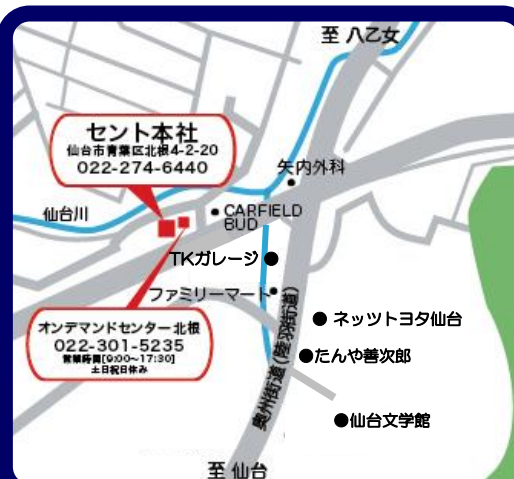 至 八乙女
セント本社
仙台市青葉区北根4-2-20
022-274-6440
矢内外科
仙台川
CARFIELD
BUD
TKガレージ
ファミリーマート
オンデマンドセンター北根
022-301-5235
営業時間[9:00〜17:30]
土日祝日休み
奥州街道(陸羽街道)
ネッツトヨタ仙台
たんや善次郎
仙台文学館
至 仙台